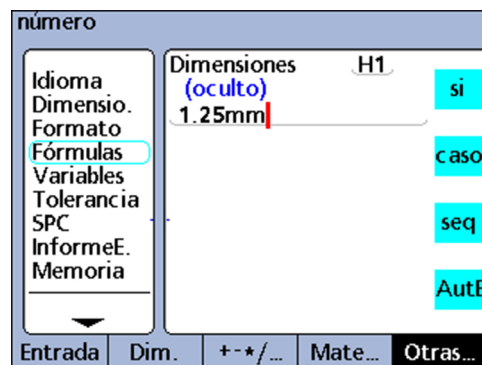 número
Idioma
Dimensio.
Formato
Fórmulas
Variables
Tolerancia
SPC
InformeE.
Memoria
Dimensiones H1
(oculto)
1.25mm
si
caso
seq
AutE
Entrada Dim. +-*/... Mate... Otras...